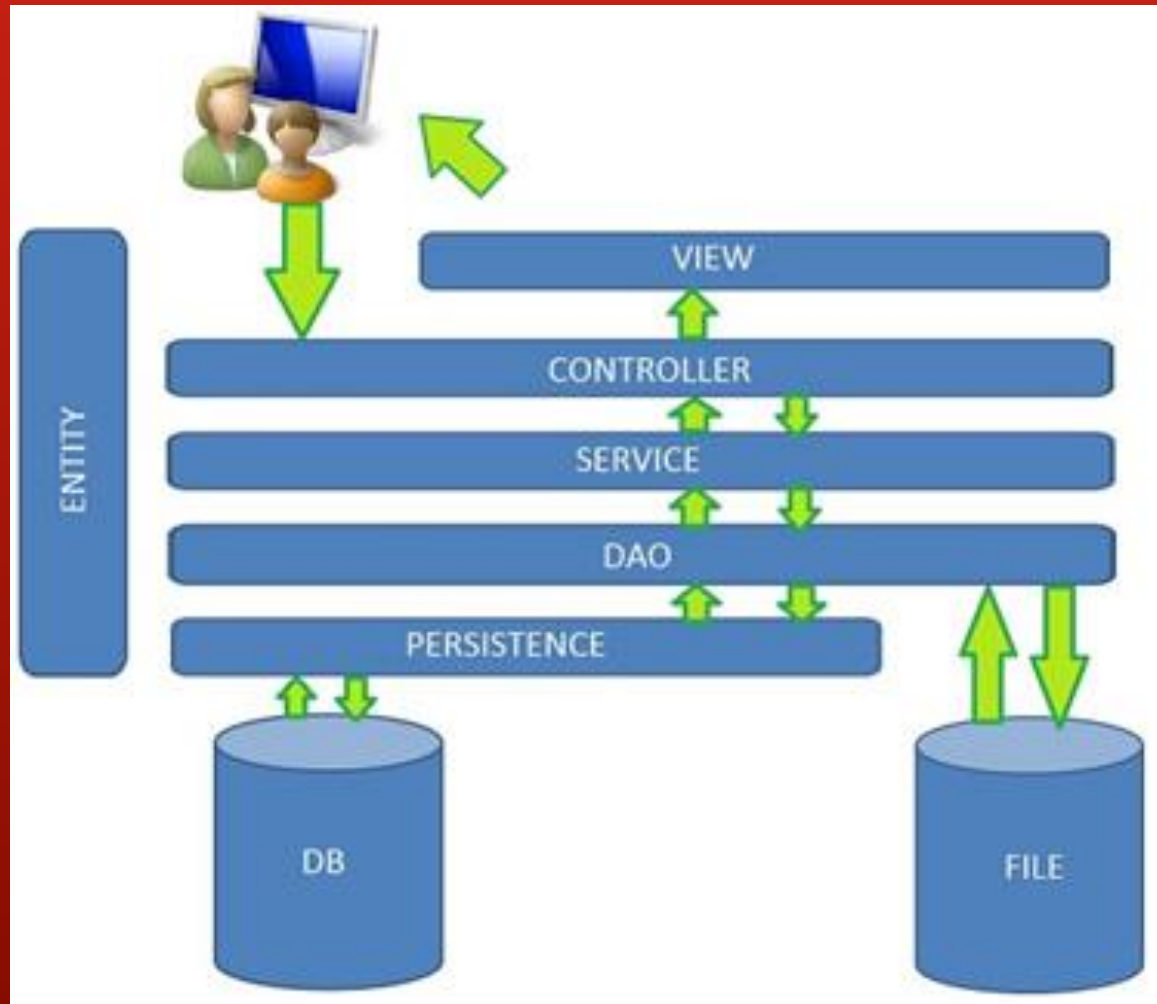 VIEW
CONTROLLER
ENTITY
SERVICE
DAO
PERSISTENCE
DB
FILE